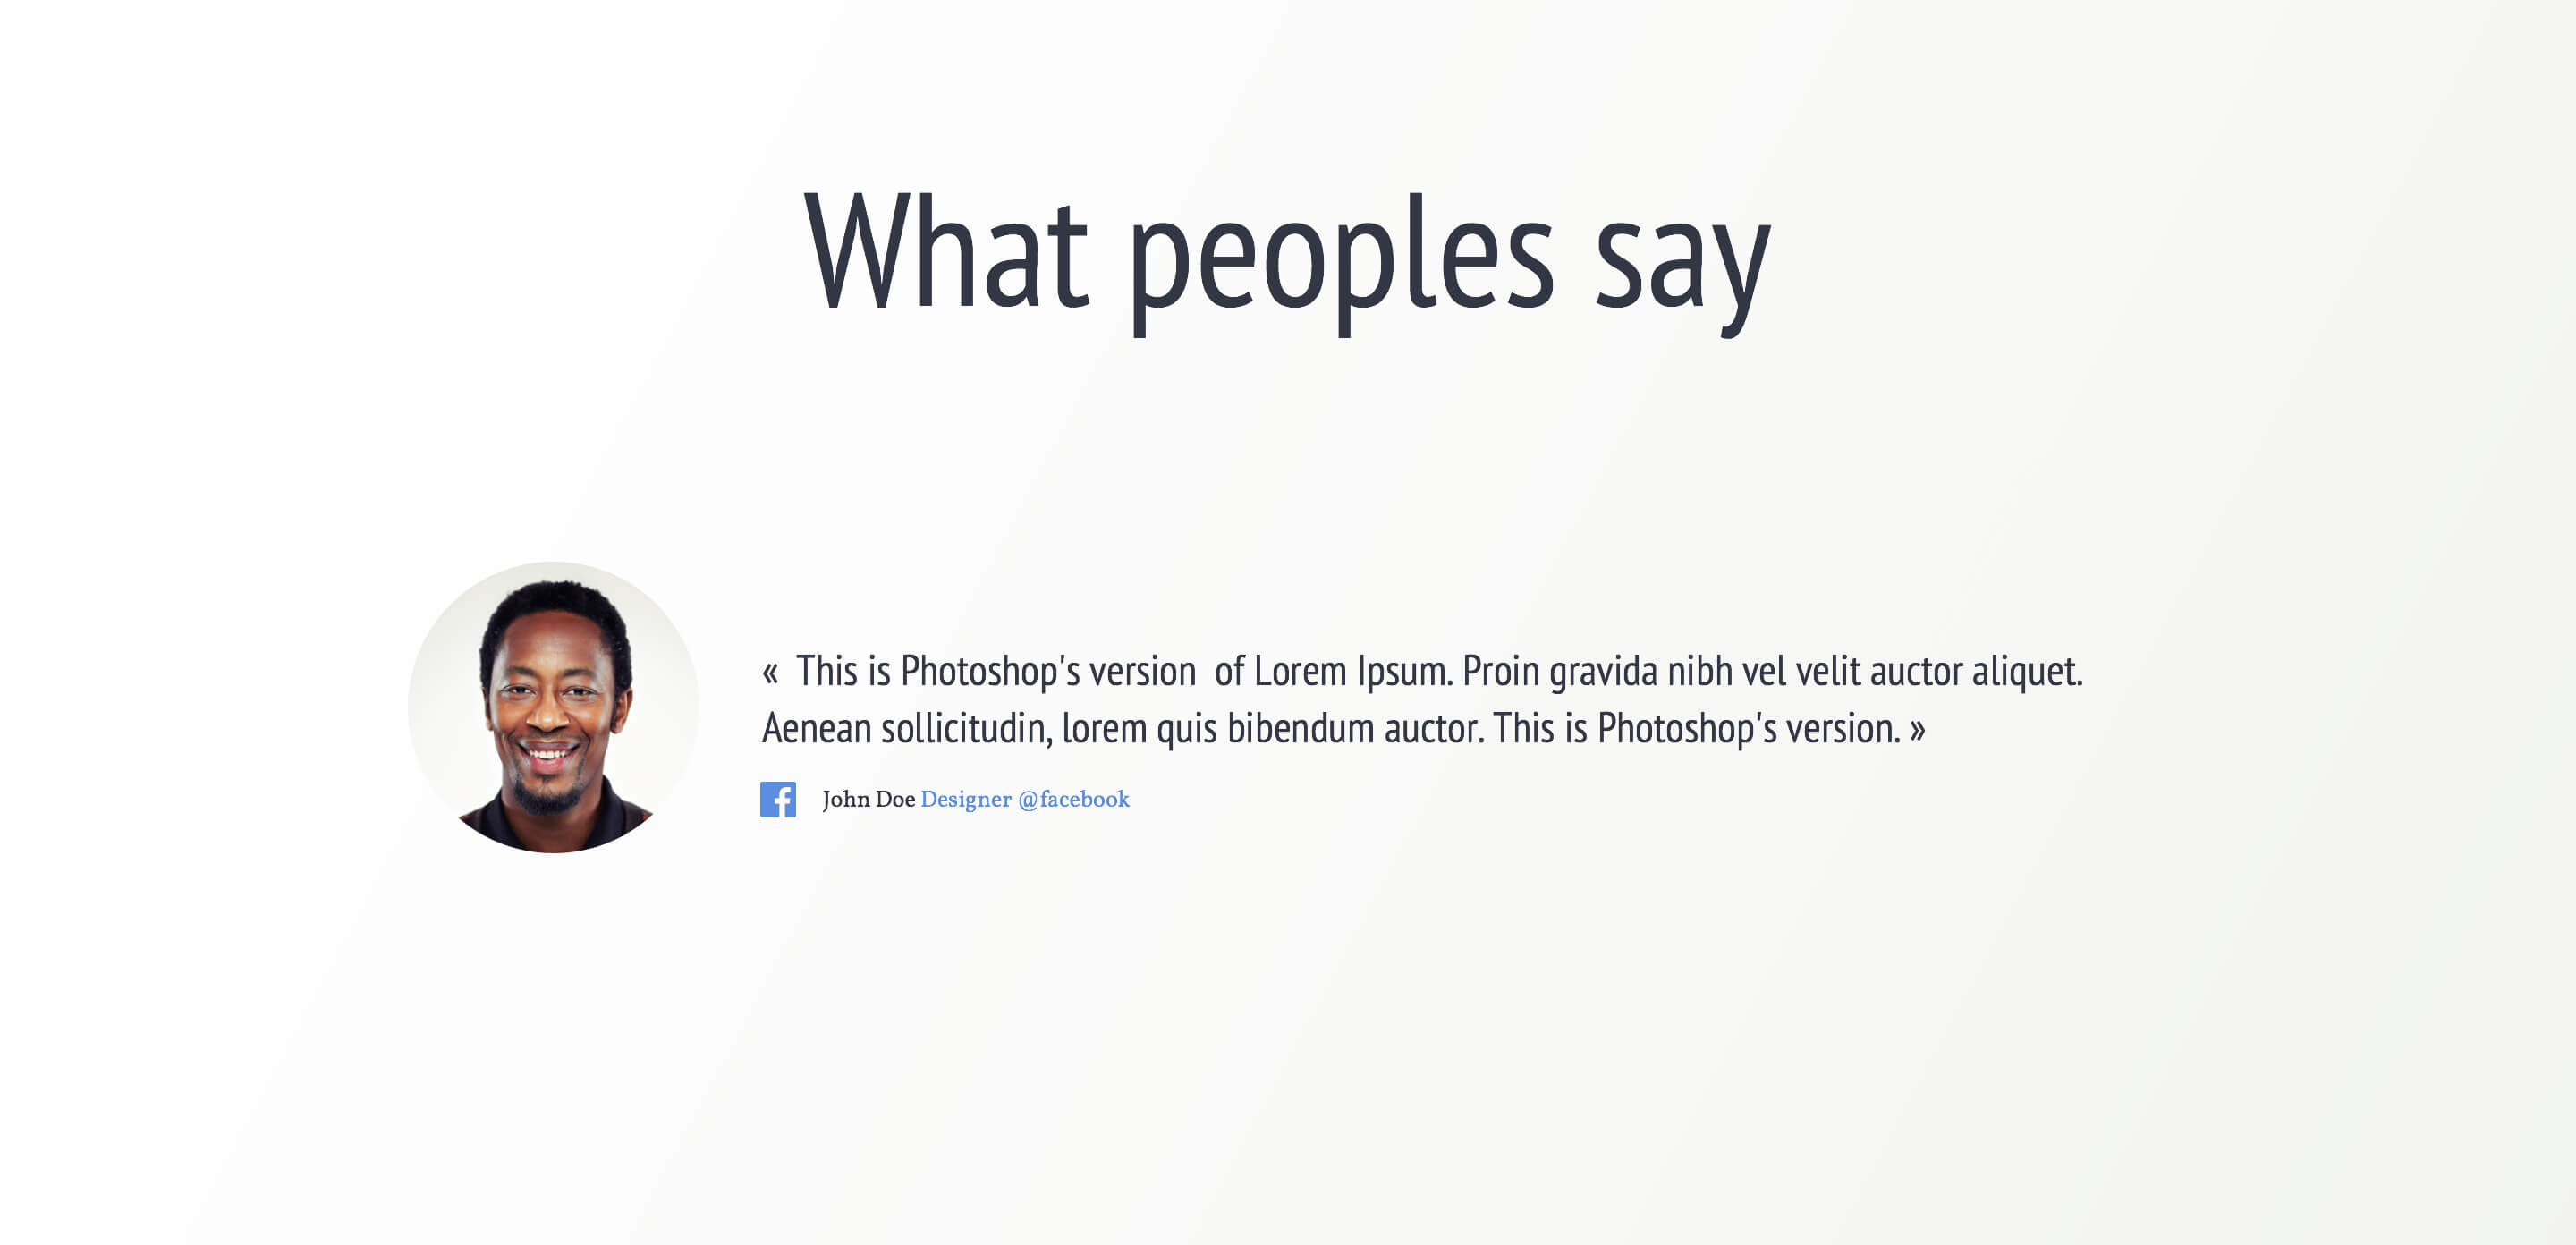 What peoples say
«  This is Photoshop's version  of Lorem Ipsum. Proin gravida nibh vel velit auctor aliquet.
Aenean sollicitudin, lorem quis bibendum auctor. This is Photoshop's version. »
John Doe Designer @facebook